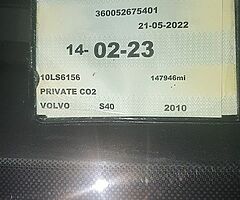 360052675401
21-05-2022
14- 02-23
10LS6156 147946mi
PRIVATE CO2
VOLVO S40 2010